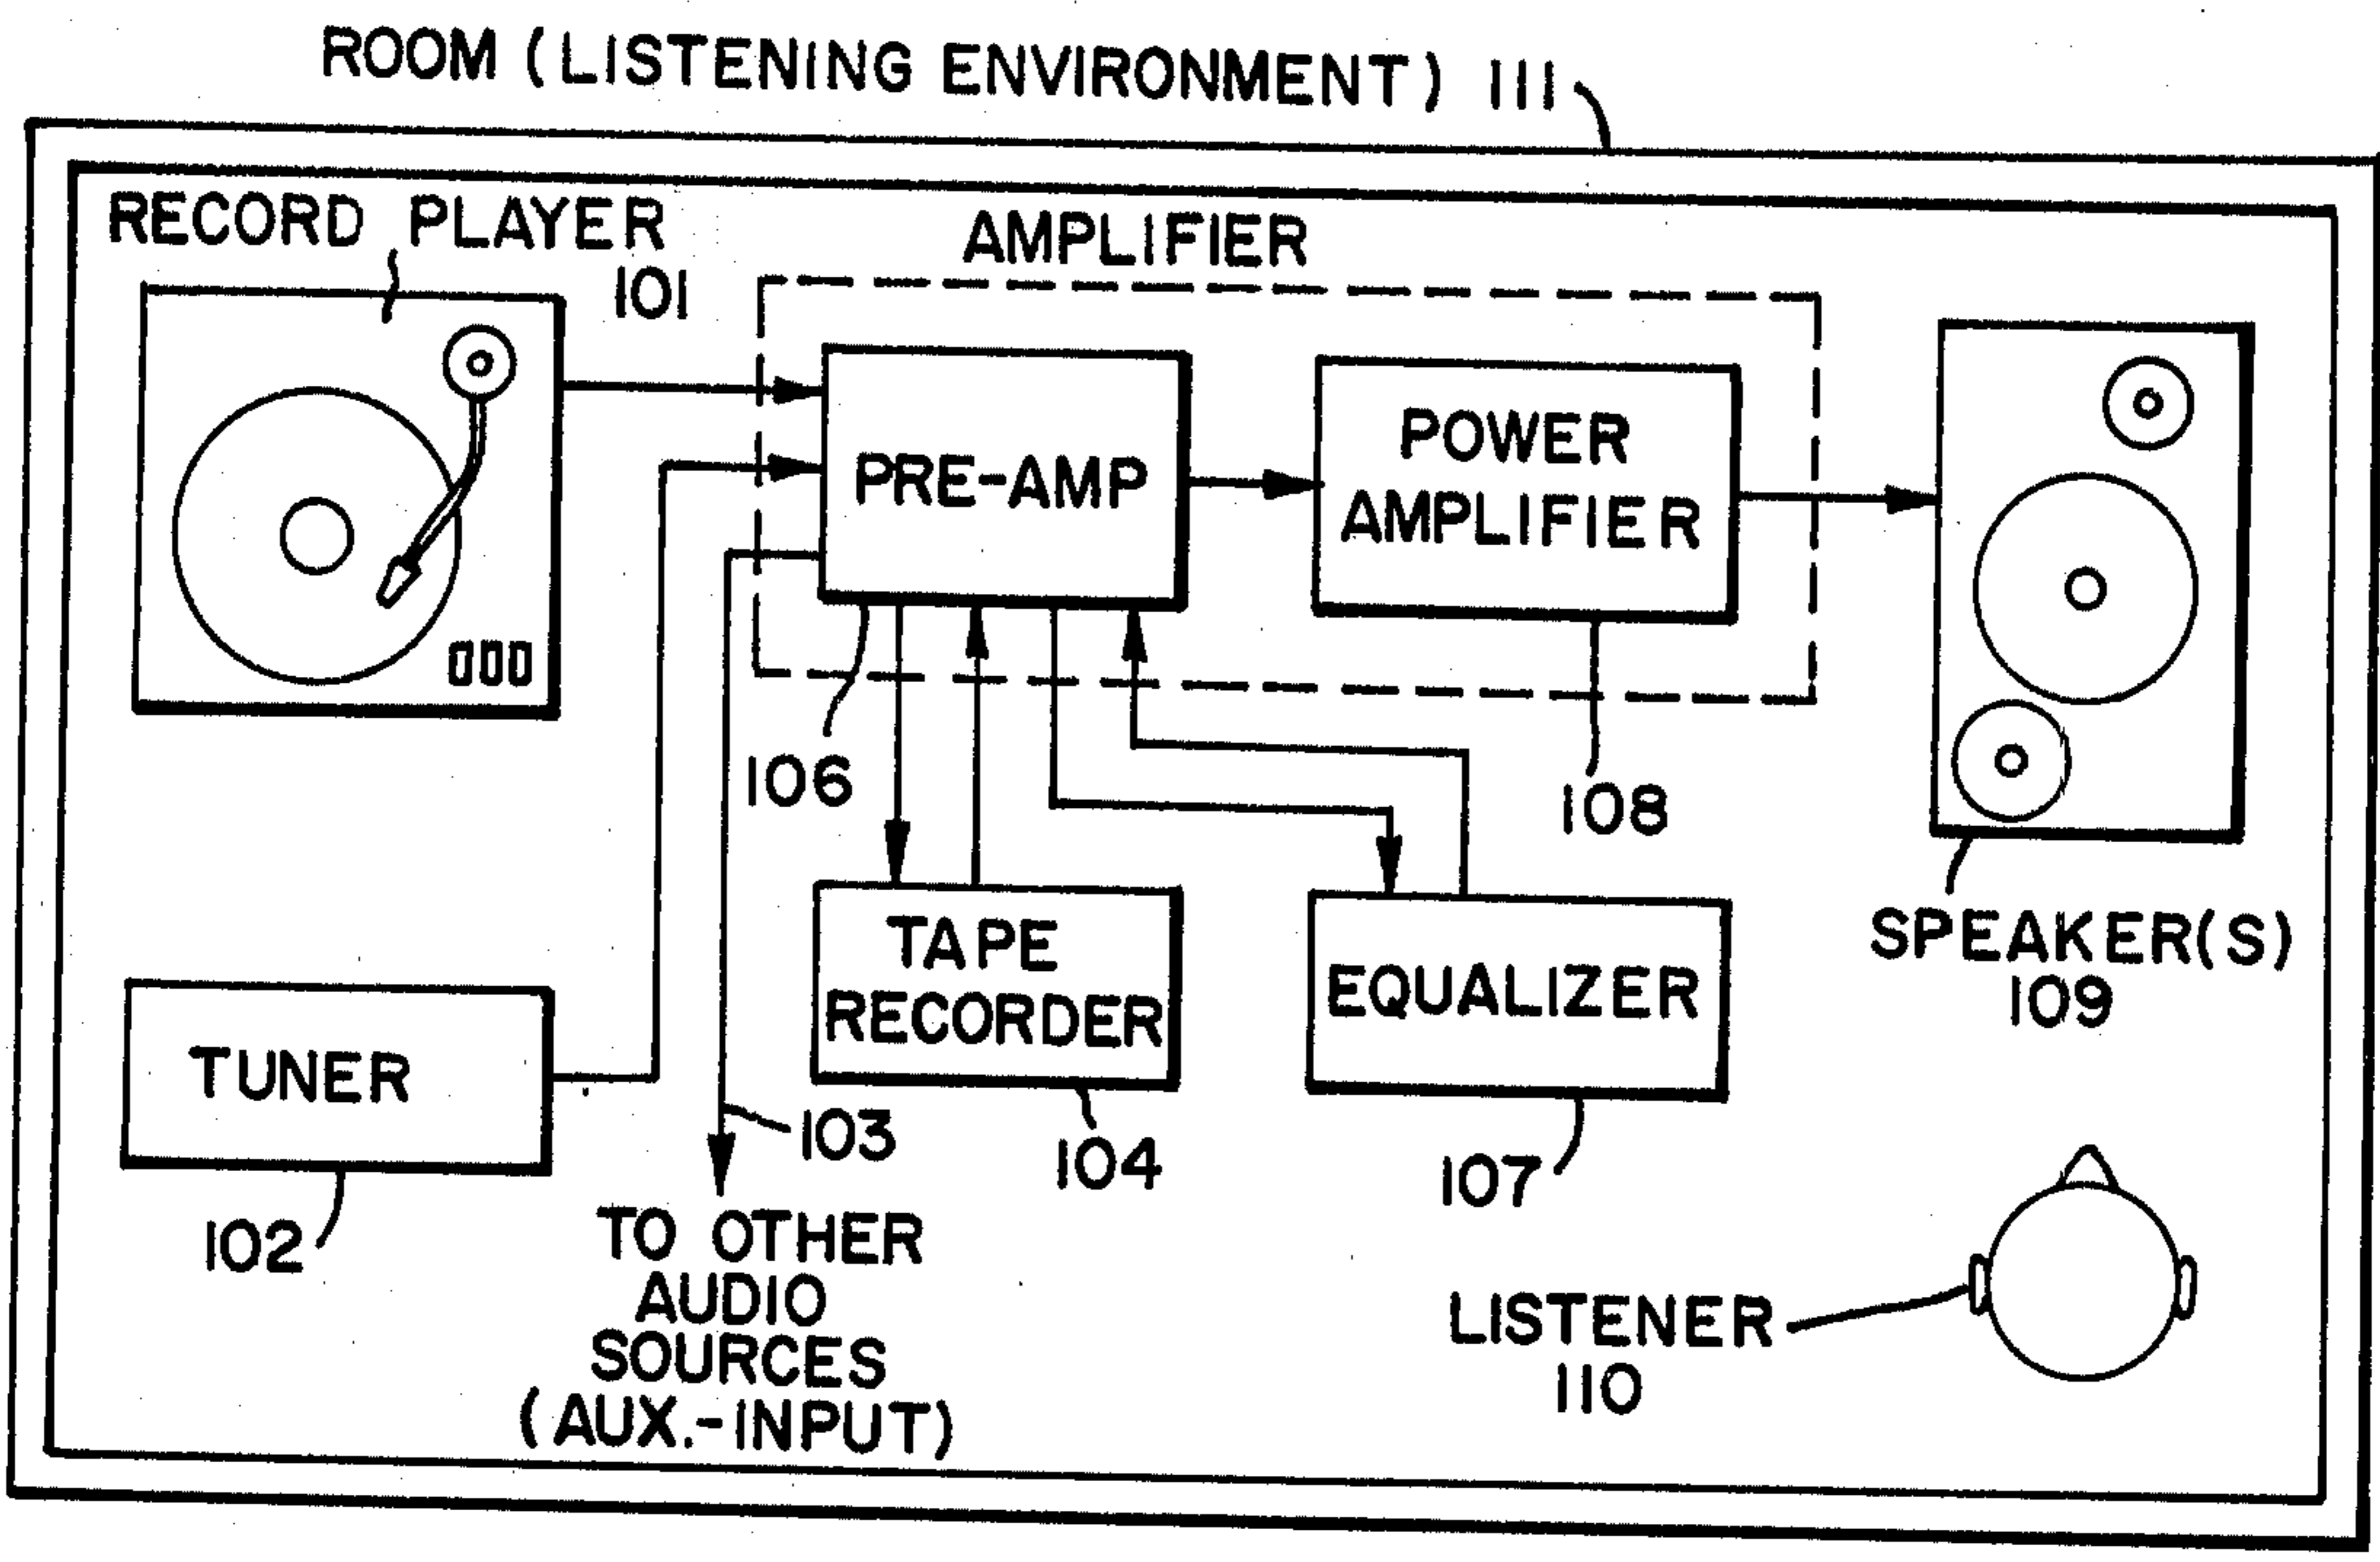 ROOM (LISTENING ENVIRONMENT) 111
RECORD PLAYER
101
AMPLIFIER
PRE-AMP
POWER
AMPLIFIER
106
108
TAPE
RECORDER
EQUALIZER
SPEAKER(S)
109
TUNER
103
104
107
102
TO OTHER
AUDIO
SOURCES
(AUX.-INPUT)
LISTENER
110